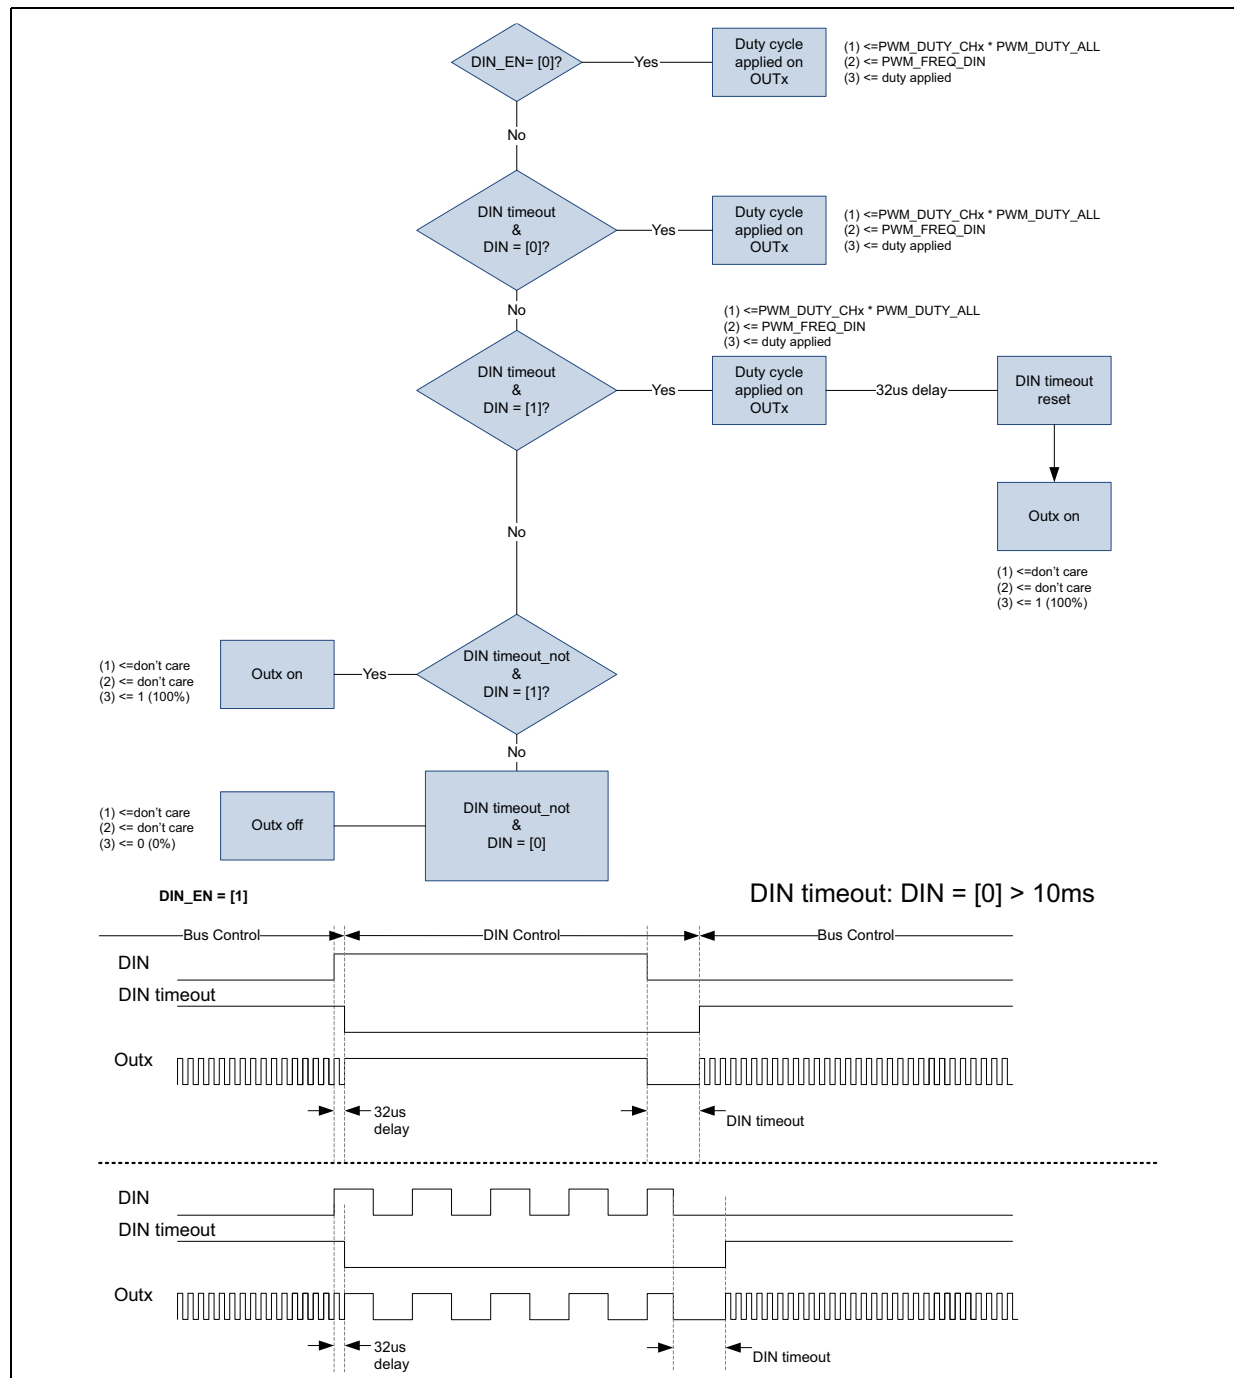 DIN_EN= [0]?
Yes
Duty cycle
applied on
OUTx
(1) <=PWM_DUTY_CHx * PWM_DUTY_ALL
(2) <= PWM_FREQ_DIN
(3) <= duty applied
No
DIN timeout
&
DIN = [0]?
Yes
Duty cycle
applied on
OUTx
(1) <=PWM_DUTY_CHx * PWM_DUTY_ALL
(2) <= PWM_FREQ_DIN
(3) <= duty applied
No
(1) <=PWM_DUTY_CHx * PWM_DUTY_ALL
(2) <= PWM_FREQ_DIN
(3) <= duty applied
DIN timeout
&
DIN = [1]?
Yes
Duty cycle
applied on
OUTx
32us delay
DIN timeout
reset
Outx on
(1) <=don't care
(2) <= don't care
(3) <= 1 (100%)
No
DIN timeout_not
&
DIN = [1]?
Yes
Outx on
(1) <=don't care
(2) <= don't care
(3) <= 1 (100%)
No
DIN timeout_not
&
DIN = [0]
Outx off
(1) <=don't care
(2) <= don't care
(3) <= 0 (0%)
DIN_EN = [1]
DIN timeout: DIN = [0] > 10ms
Bus Control
DIN Control
Bus Control
DIN
DIN timeout
Outx
32us
delay
DIN timeout
DIN
DIN timeout
Outx
32us
delay
DIN timeout